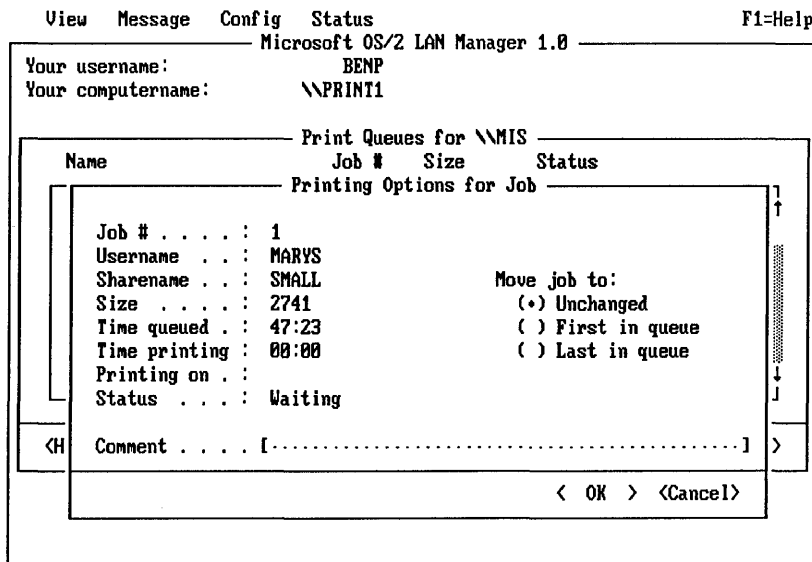 View Message Config Status F1=Help
Microsoft OS/2 LAN Manager 1.0
Your username: BENP
Your computername: \\PRINT1
Print Queues for \\MIS
Name Job # Size Status
Printing Options for Job
Job # . . . . : 1
Username . . : MARYS
Sharename . . : SMALL
Move job to:
Size . . . . : 2741
(•) Unchanged
Time queued . : 47:23
( ) First in queue
Time printing : 00:00
( ) Last in queue
Printing on . :
Status . . . : Waiting
<H
Comment . . . . [.............................................]
>
< OK > <Cancel>